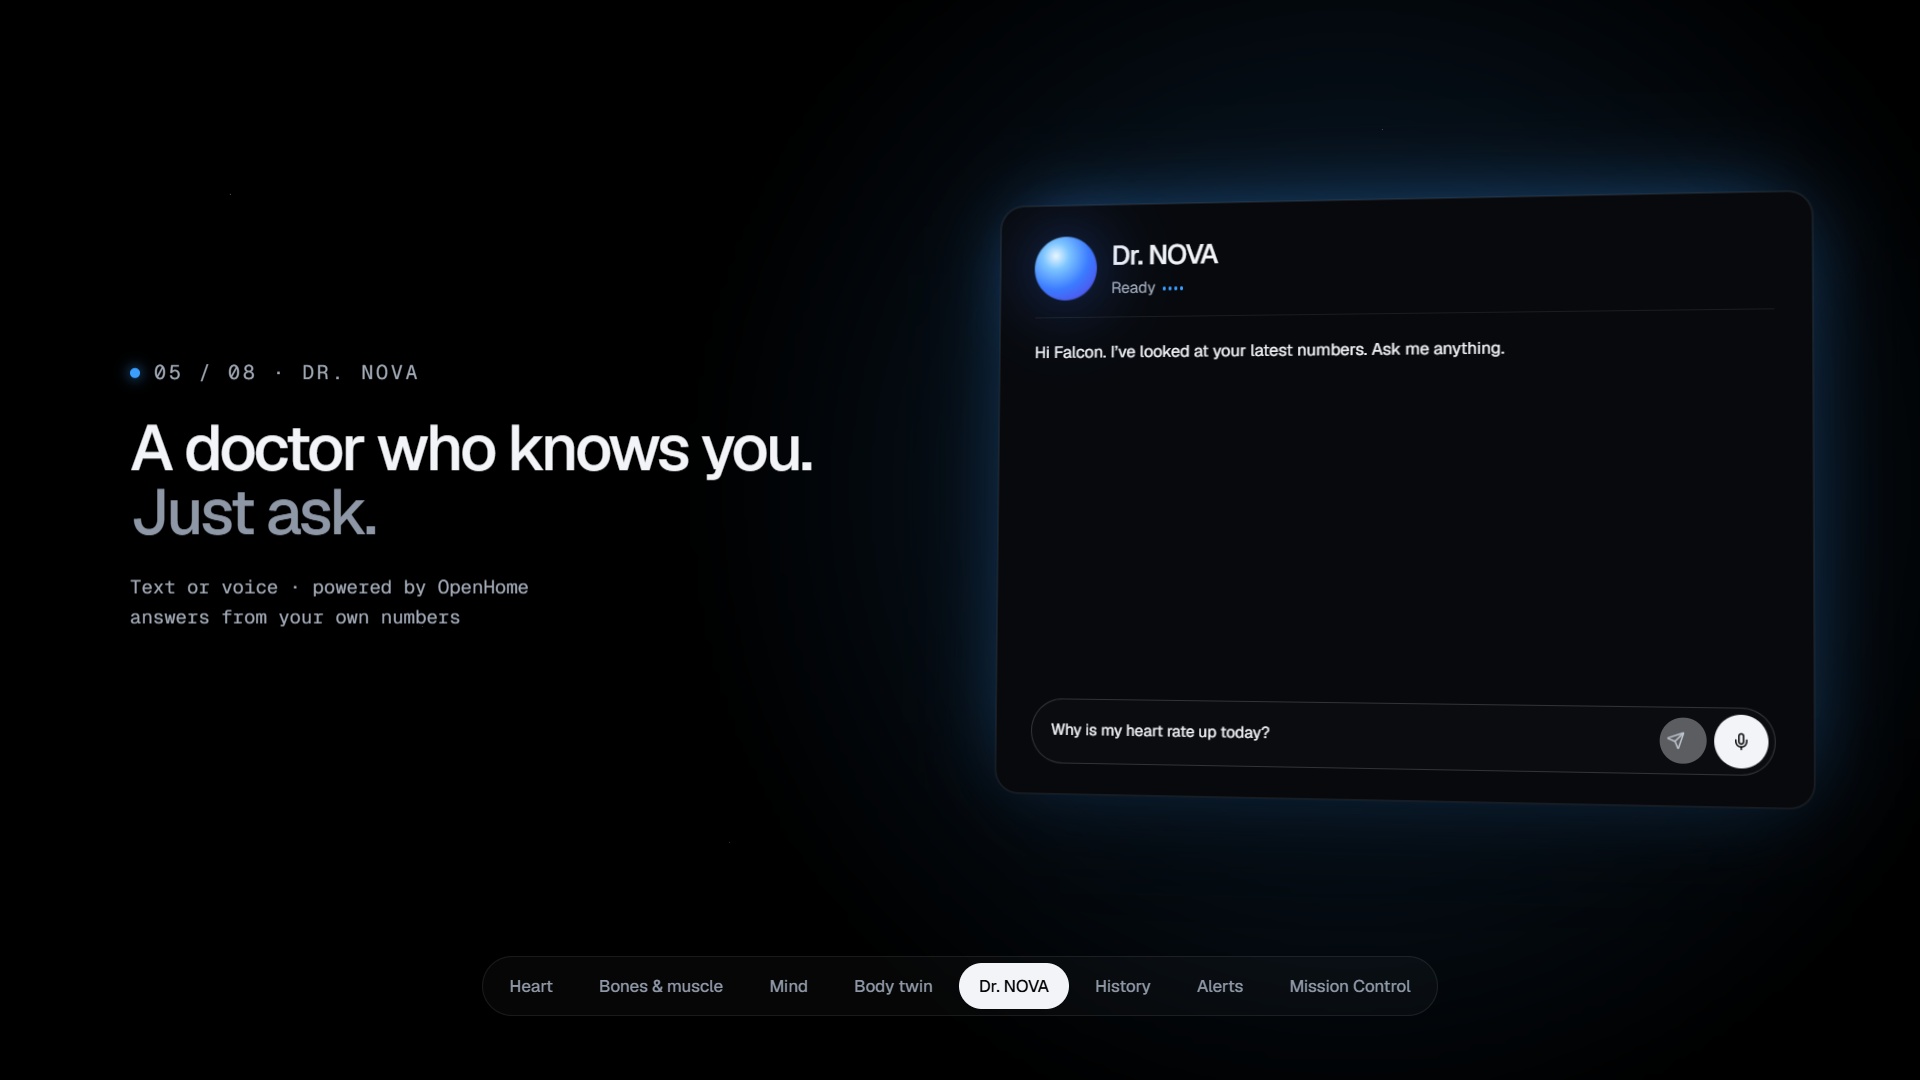 05 / 08 · DR. NOVA
A doctor who knows you.
Just ask.
Text or voice · powered by OpenHome
answers from your own numbers
Dr. NOVA
Ready
Hi Falcon. I've looked at your latest numbers. Ask me anything.
Why is my heart rate up today?
Heart Bones & muscle Mind Body twin Dr. NOVA History Alerts Mission Control